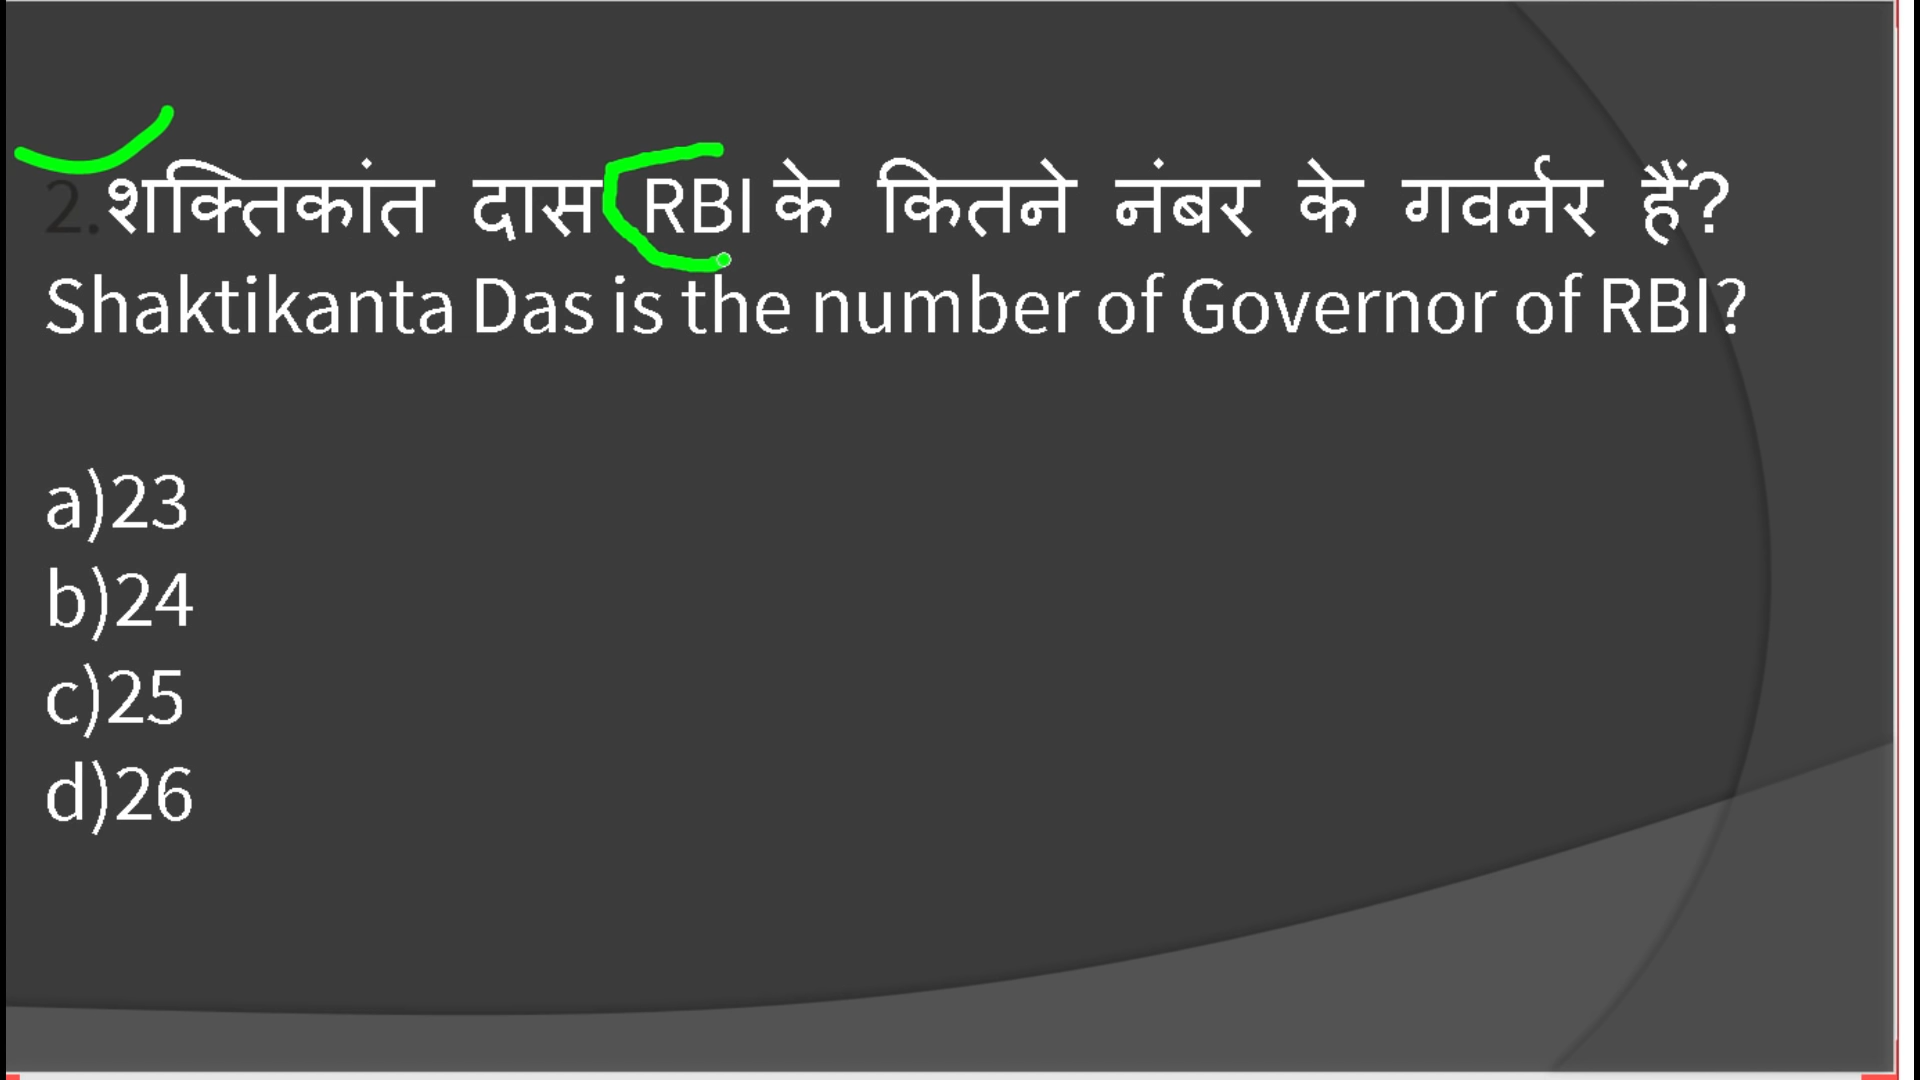 2.शक्तिकांत दास RBI के कितने नंबर के गवर्नर हैं?
Shaktikanta Das is the number of Governor of RBI?
a)23
b)24
c)25
d)26